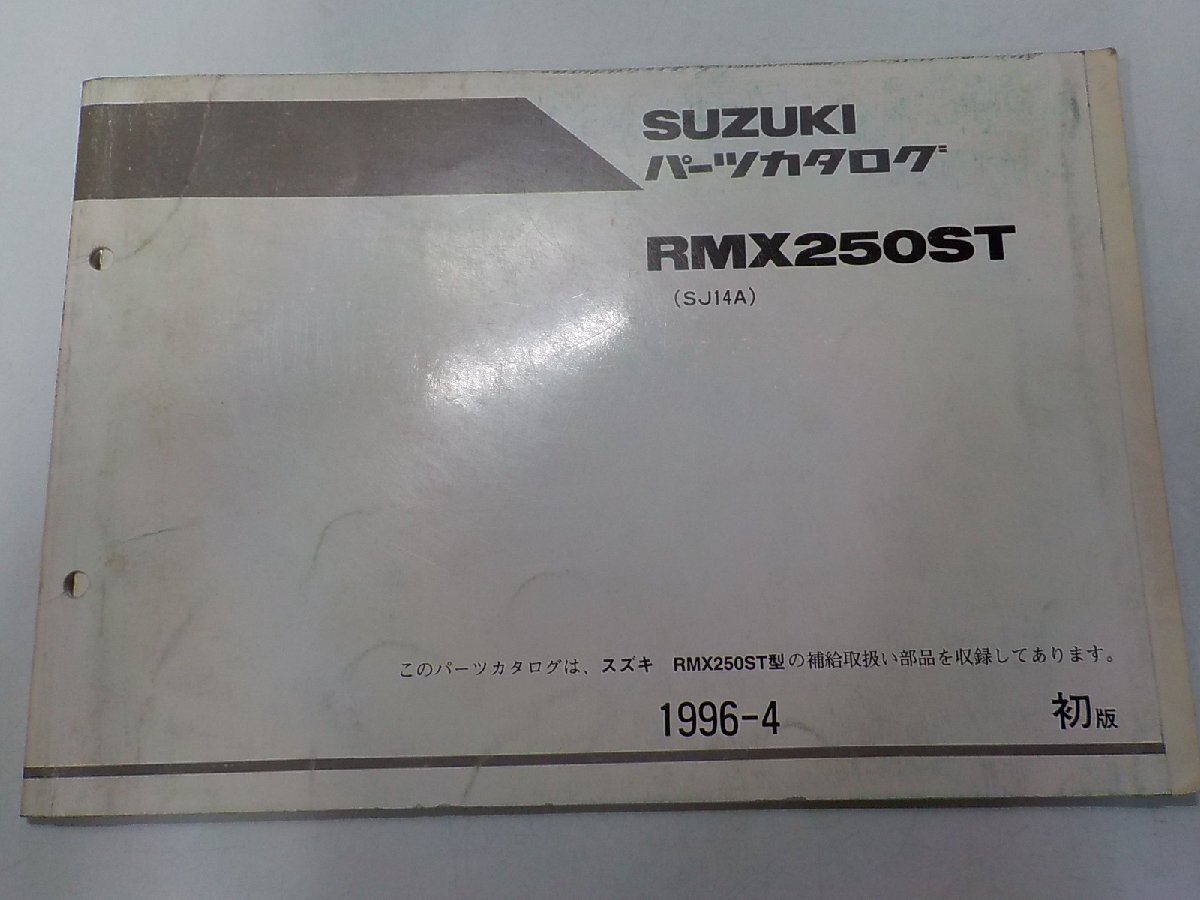 SUZUKI
パーツカタログ
RMX250ST
(SJ14A)
このパーツカタログは、スズキ RMX250ST型の補給取扱い部品を収録してあります。
1996-4 初版